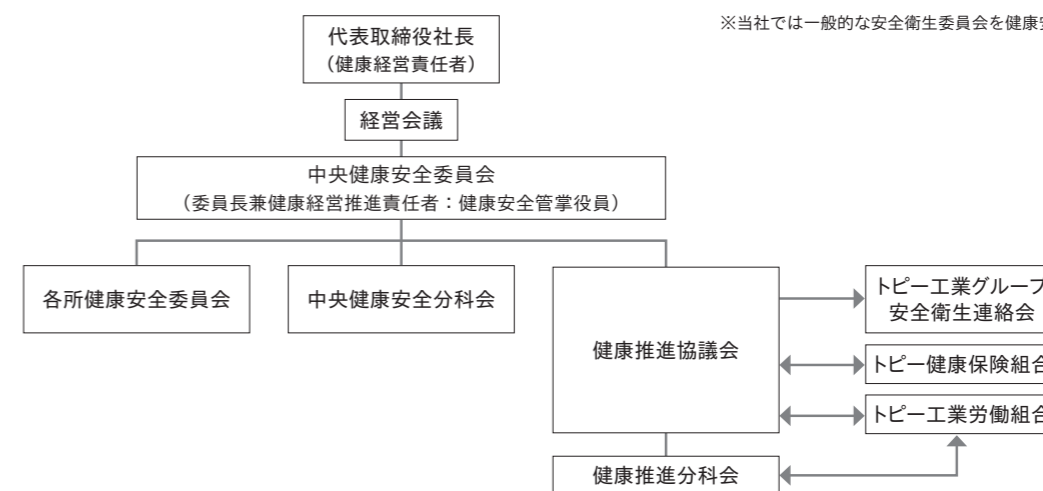 ※当社では一般的な安全衛生委員会を健康
代表取締役社長
（健康経営責任者）
経営会議
中央健康安全委員会
（委員長兼健康経営推進責任者：健康安全管掌役員）
各所健康安全委員会
中央健康安全分科会
健康推進協議会
トピー工業グループ
安全衛生連絡会
トピー健康保険組合
トピー工業労働組合
健康推進分科会